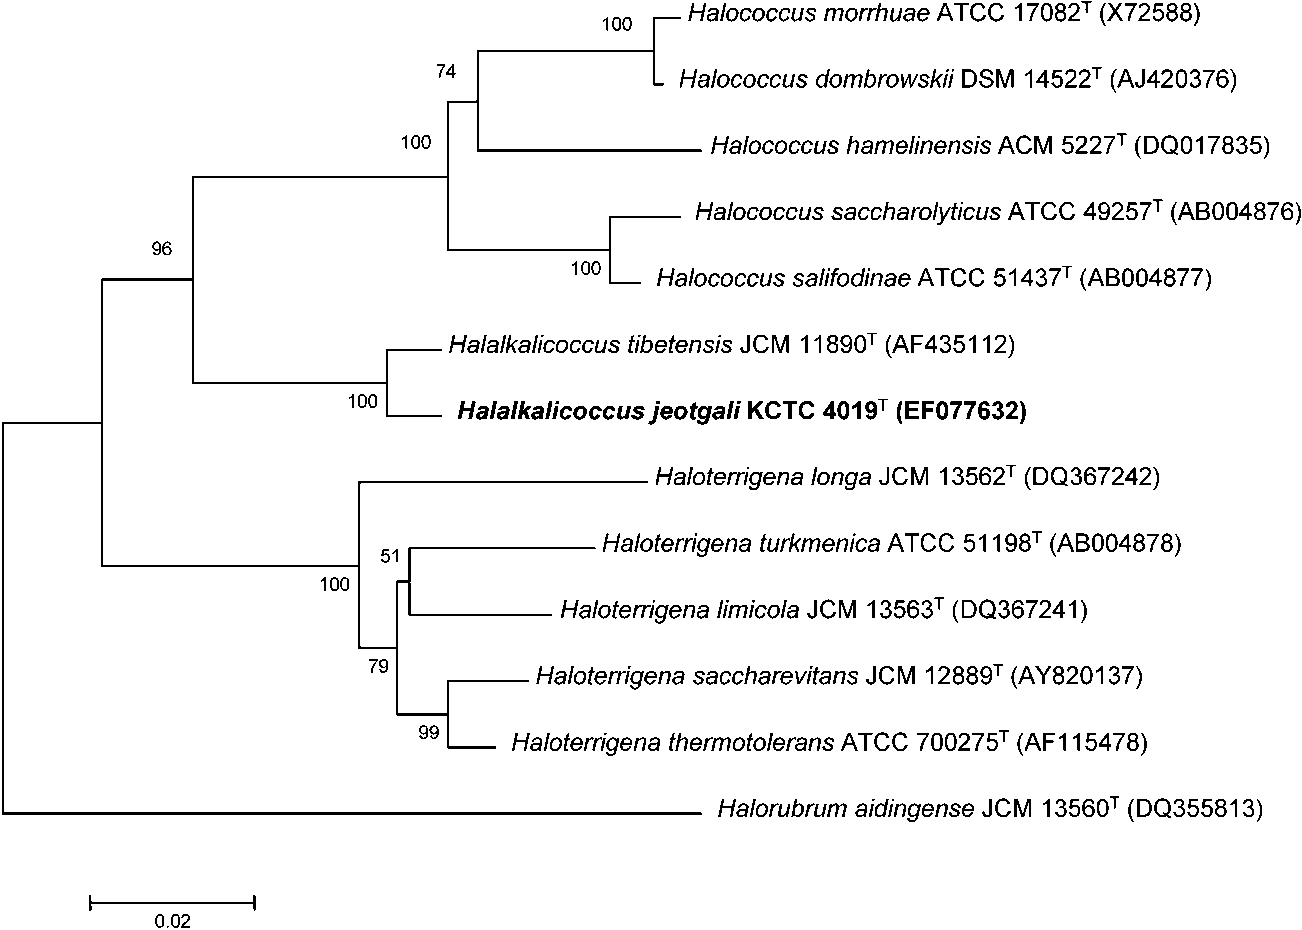 100
Halococcus morrhuae ATCC 17082ᵀ (X72588)
74
Halococcus dombrowskii DSM 14522ᵀ (AJ420376)
100
Halococcus hamelinensis ACM 5227ᵀ (DQ017835)
Halococcus saccharolyticus ATCC 49257ᵀ (AB004876)
96
100
Halococcus salifodinae ATCC 51437ᵀ (AB004877)
Halalkalicoccus tibetensis JCM 11890ᵀ (AF435112)
100
Halalkalicoccus jeotgali KCTC 4019ᵀ (EF077632)
Haloterrigena longa JCM 13562ᵀ (DQ367242)
51
Haloterrigena turkmenica ATCC 51198ᵀ (AB004878)
100
Haloterrigena limicola JCM 13563ᵀ (DQ367241)
79
Haloterrigena saccharevitans JCM 12889ᵀ (AY820137)
99
Haloterrigena thermotolerans ATCC 700275ᵀ (AF115478)
Halorubrum aidingense JCM 13560ᵀ (DQ355813)
0.02